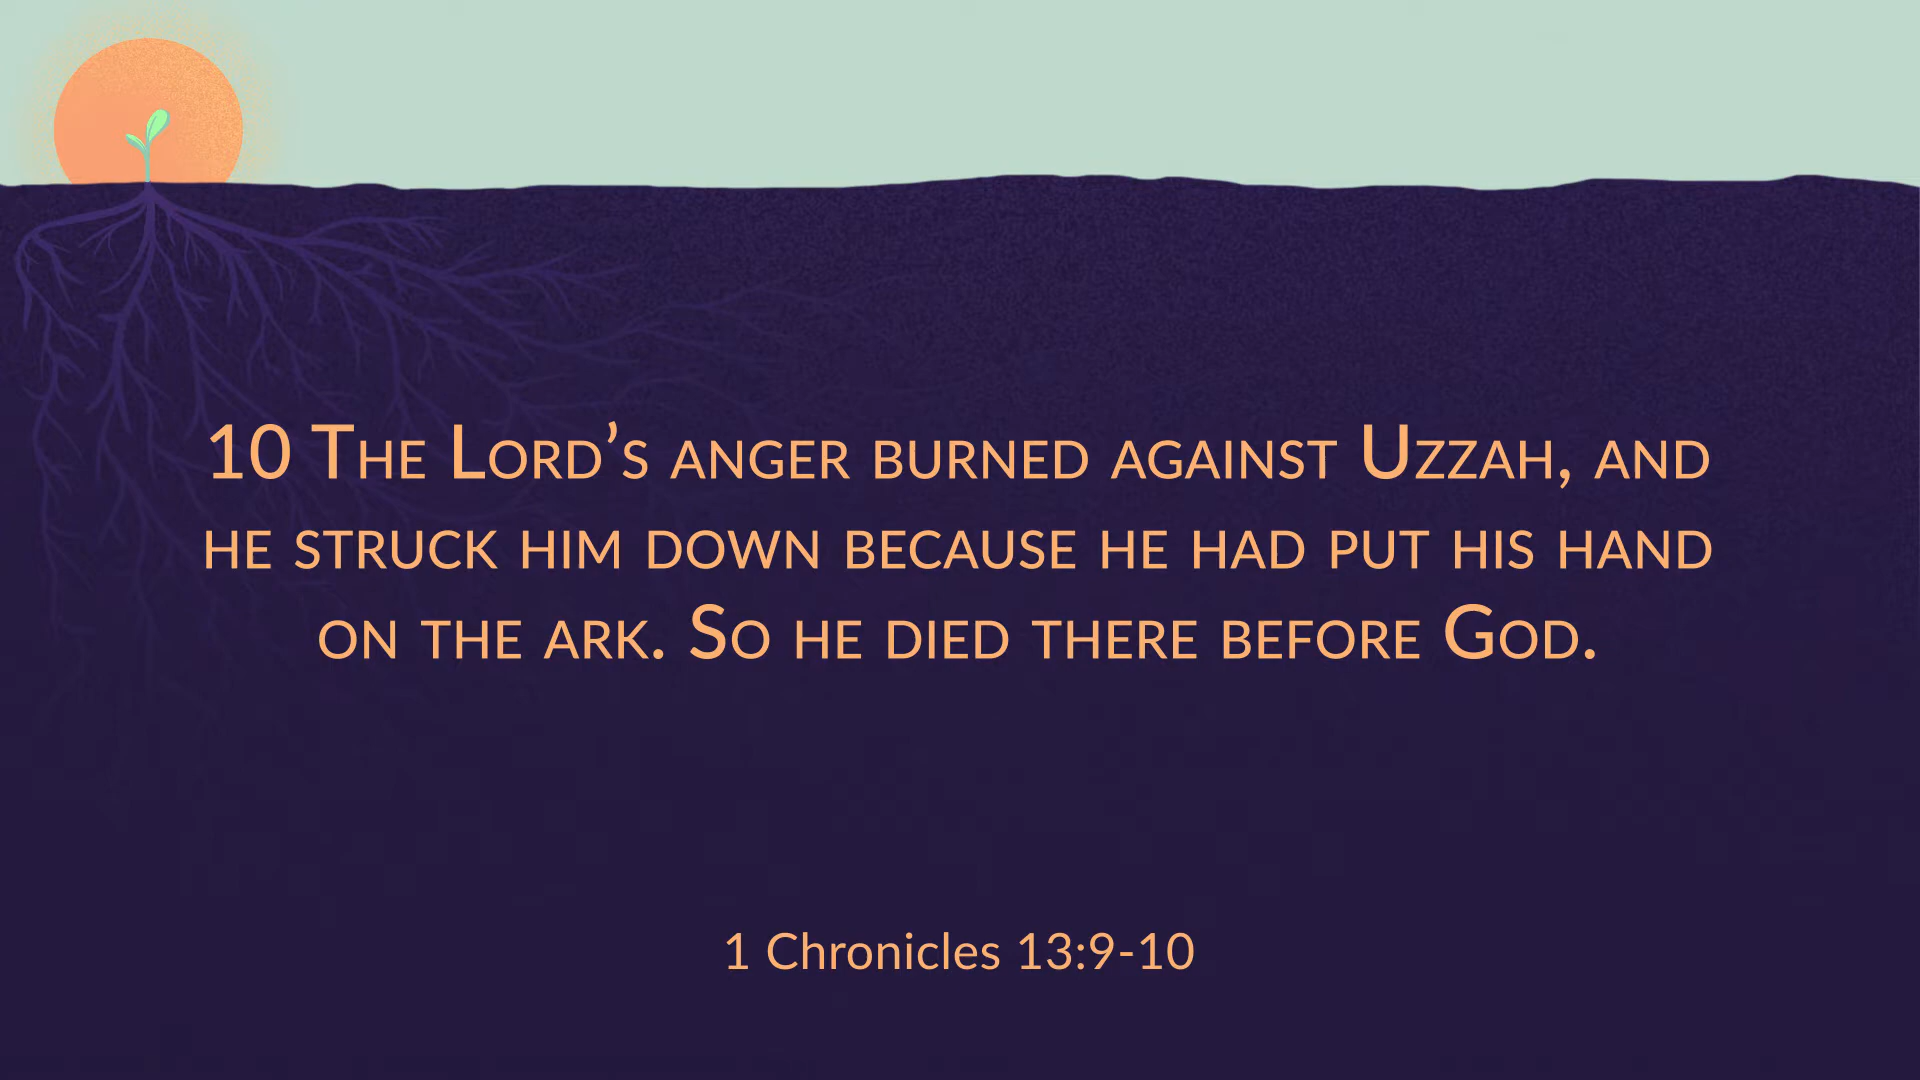 10 The Lord’s anger burned against Uzzah, and
he struck him down because he had put his hand
on the ark. So he died there before God.
1 Chronicles 13:9-10